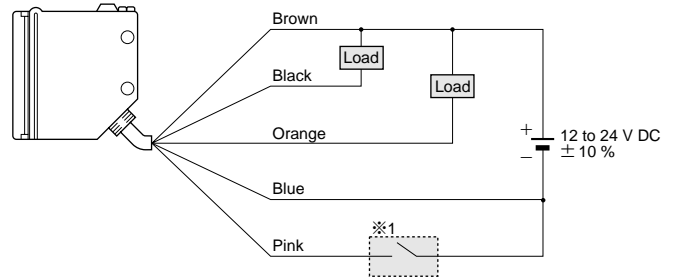 Brown
Load
Black
Load
Orange
+
12 to 24 V DC
−
±10 %
Blue
※1
Pink